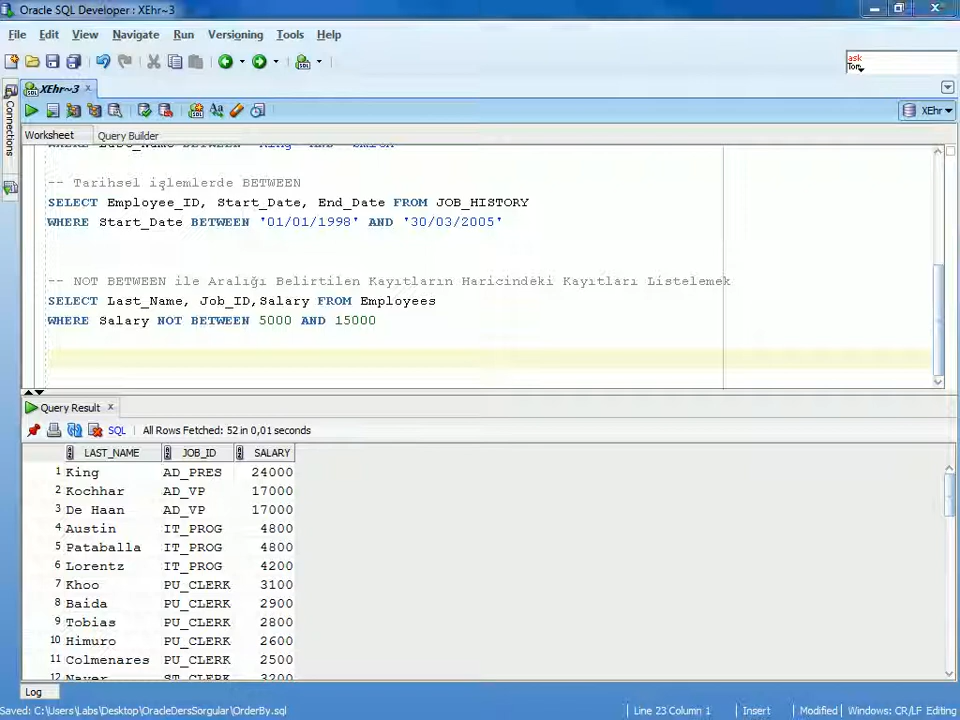 Oracle SQL Developer : XEhr~3
File Edit View Navigate Run Versioning Tools Help
ask
Tom
XEhr~3
Connections
XEhr
Worksheet Query Builder
-- Tarihsel işlemlerde BETWEEN
SELECT Employee_ID, Start_Date, End_Date FROM JOB_HISTORY
WHERE Start_Date BETWEEN '01/01/1998' AND '30/03/2005'
-- NOT BETWEEN ile Aralığı Belirtilen Kayıtların Haricindeki Kayıtları Listelemek
SELECT Last_Name, Job_ID,Salary FROM Employees
WHERE Salary NOT BETWEEN 5000 AND 15000
Query Result
SQL All Rows Fetched: 52 in 0,01 seconds
LAST_NAME JOB_ID SALARY
1 King AD_PRES 24000
2 Kochhar AD_VP 17000
3 De Haan AD_VP 17000
4 Austin IT_PROG 4800
5 Pataballa IT_PROG 4800
6 Lorentz IT_PROG 4200
7 Khoo PU_CLERK 3100
8 Baida PU_CLERK 2900
9 Tobias PU_CLERK 2800
10 Himuro PU_CLERK 2600
11 Colmenares PU_CLERK 2500
12 Nayer ST_CLERK 3200
Log
Saved: C:\Users\Labs\Desktop\OracleDersSorgular\OrderBy.sql Line 23 Column 1 Insert Modified Windows: CR/LF Editing